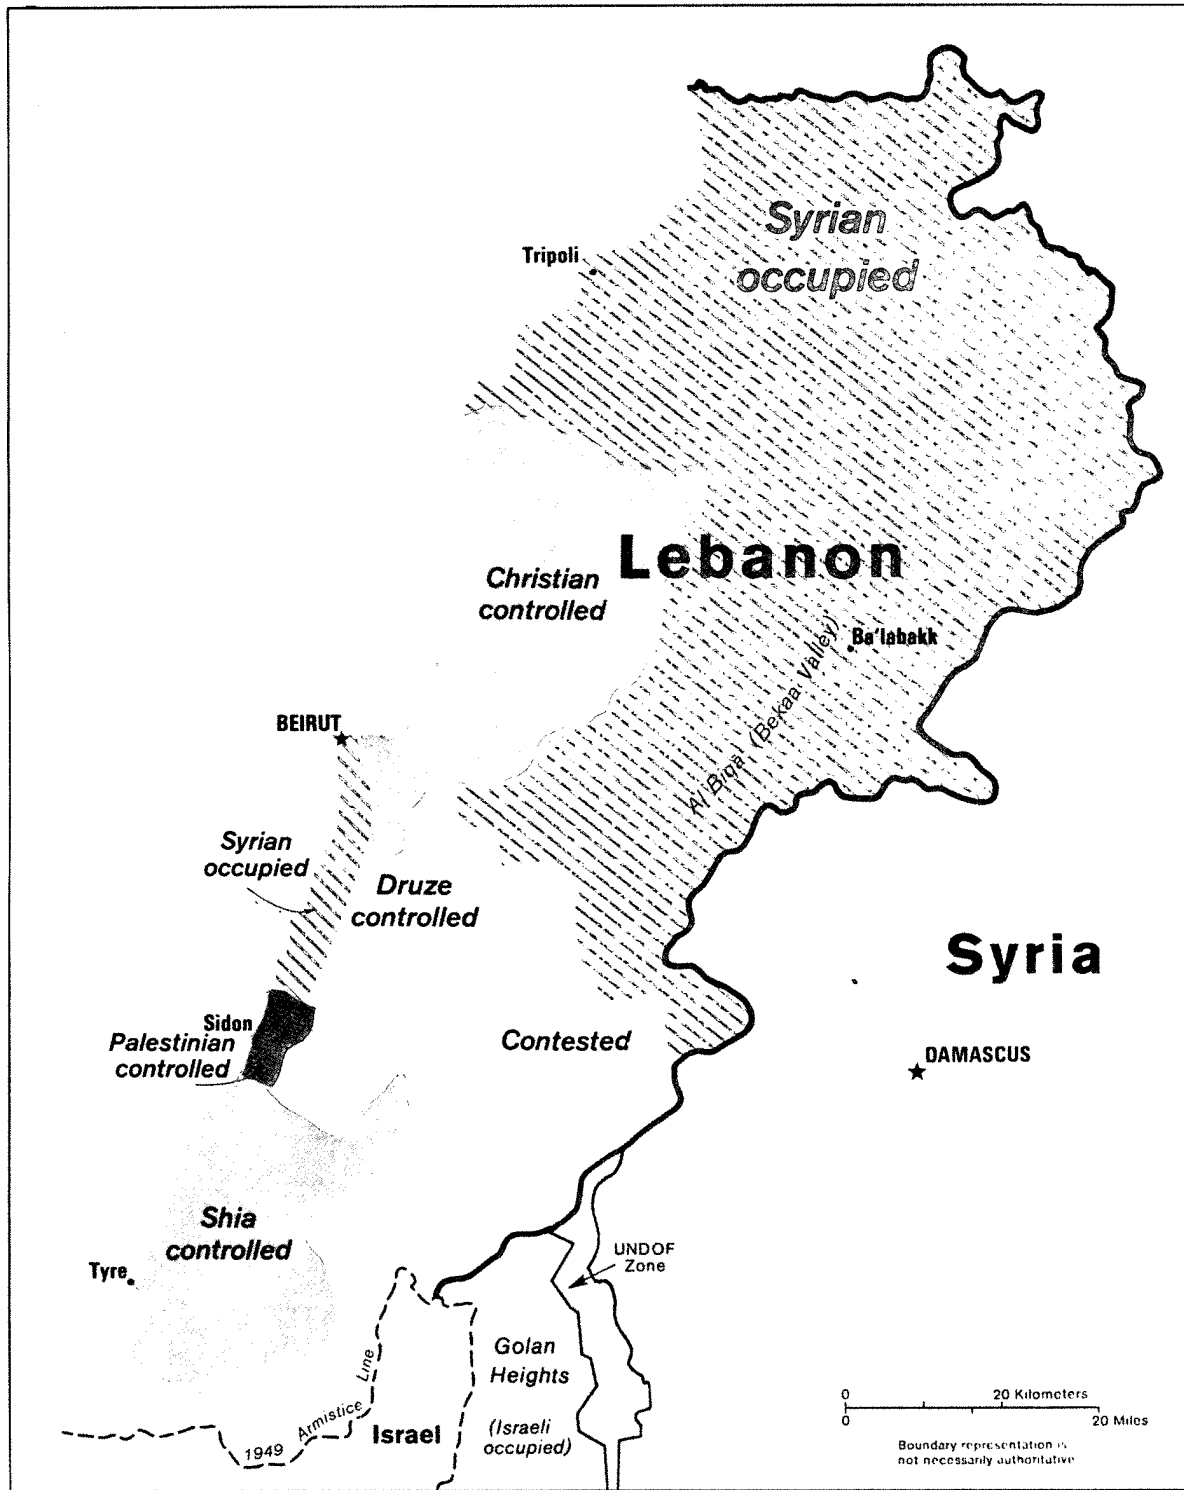 Syrian
occupied
Tripoli
Lebanon
Christian
controlled
Ba'labakk
Al Biqā (Bekaa Valley)
BEIRUT
Syrian
occupied
Druze
controlled
Syria
Sidon
Palestinian
controlled
Contested
DAMASCUS
Shia
controlled
UNDOF
Zone
Tyre
Golan
Heights
(Israeli
occupied)
1949 Armistice Line
Israel
0 20 Kilometers
0 20 Miles
Boundary representation is
not necessarily authoritative